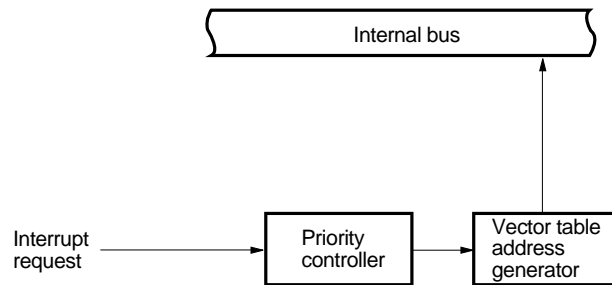 Internal bus
Interrupt
request
Priority
controller
Vector table
address
generator